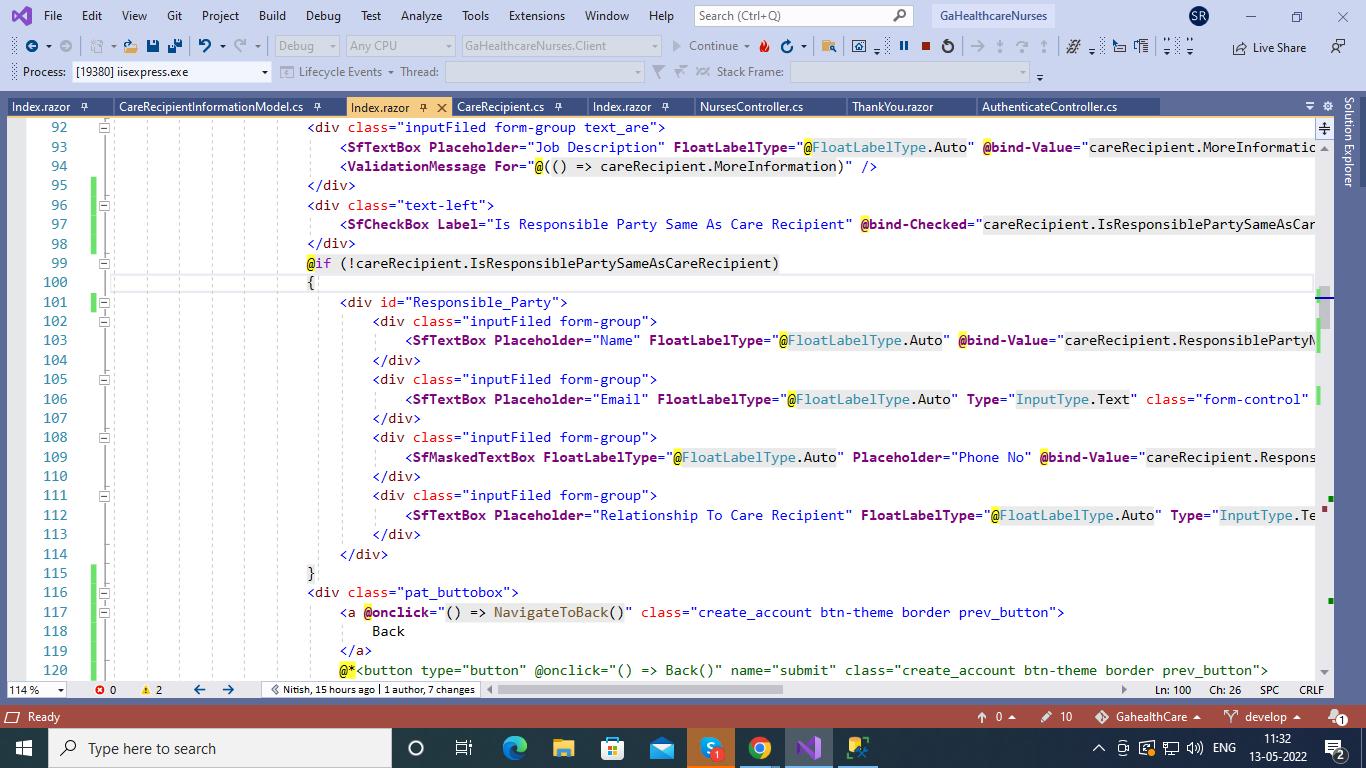 File Edit View Git Project Build Debug Test Analyze Tools Extensions Window Help Search (Ctrl+Q) GaHealthcareNurses SR
Debug Any CPU GaHealthcareNurses.Client Continue Live Share
Process: [19380] iisexpress.exe Lifecycle Events Thread: Stack Frame:
Index.razor CareRecipientInformationModel.cs Index.razor CareRecipient.cs Index.razor NursesController.cs ThankYou.razor AuthenticateController.cs
Solution Explorer
92 <div class="inputFiled form-group text_are">
93 <SfTextBox Placeholder="Job Description" FloatLabelType="@FloatLabelType.Auto" @bind-Value="careRecipient.MoreInformatio
94 <ValidationMessage For="@(() => careRecipient.MoreInformation)" />
95 </div>
96 <div class="text-left">
97 <SfCheckBox Label="Is Responsible Party Same As Care Recipient" @bind-Checked="careRecipient.IsResponsiblePartySameAsCar
98 </div>
99 @if (!careRecipient.IsResponsiblePartySameAsCareRecipient)
100 {
101 <div id="Responsible_Party">
102 <div class="inputFiled form-group">
103 <SfTextBox Placeholder="Name" FloatLabelType="@FloatLabelType.Auto" @bind-Value="careRecipient.ResponsiblePartyN
104 </div>
105 <div class="inputFiled form-group">
106 <SfTextBox Placeholder="Email" FloatLabelType="@FloatLabelType.Auto" Type="InputType.Text" class="form-control"
107 </div>
108 <div class="inputFiled form-group">
109 <SfMaskedTextBox FloatLabelType="@FloatLabelType.Auto" Placeholder="Phone No" @bind-Value="careRecipient.Respons
110 </div>
111 <div class="inputFiled form-group">
112 <SfTextBox Placeholder="Relationship To Care Recipient" FloatLabelType="@FloatLabelType.Auto" Type="InputType.Te
113 </div>
114 </div>
115 }
116 <div class="pat_buttobox">
117 <a @onclick="() => NavigateToBack()" class="create_account btn-theme border prev_button">
118 Back
119 </a>
120 @*<button type="button" @onclick="() => Back()" name="submit" class="create_account btn-theme border prev_button">
114 % 0 2 Nitish, 15 hours ago | 1 author, 7 changes Ln: 100 Ch: 26 SPC CRLF
Ready 0 10 GahealthCare develop 1
Type here to search 1 ENG 11:32 2
13-05-2022